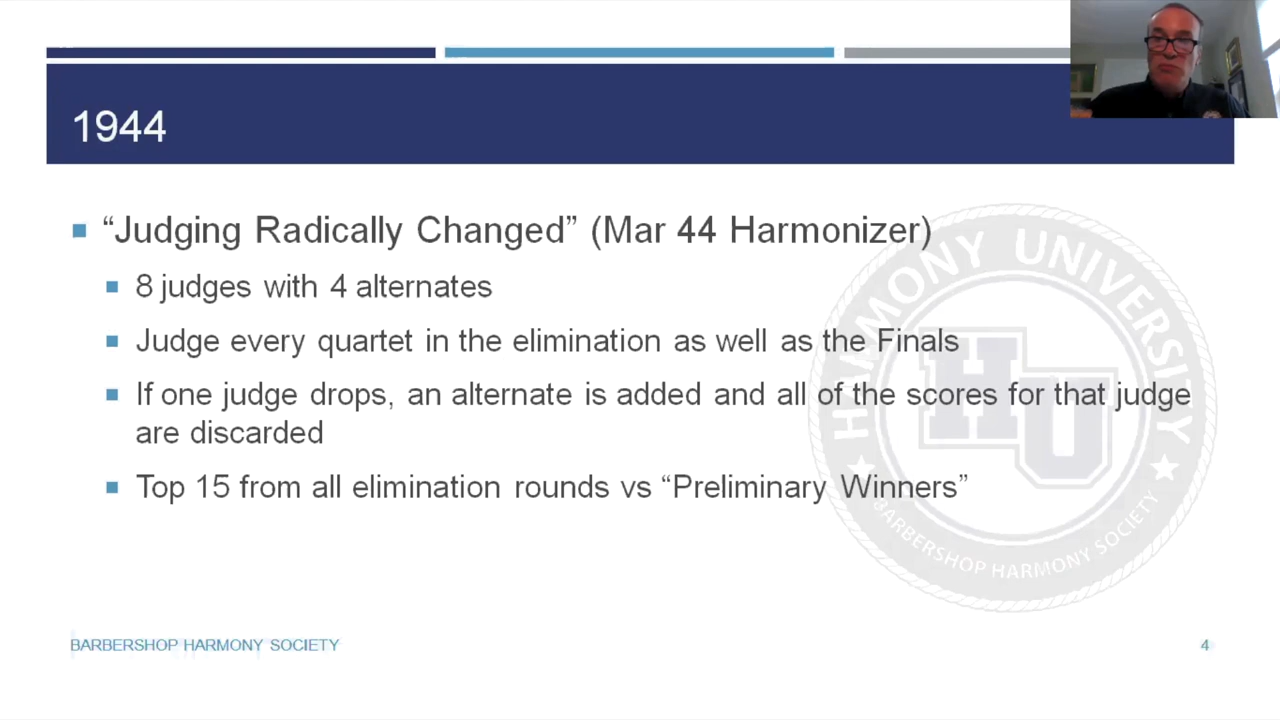 1944
“Judging Radically Changed” (Mar 44 Harmonizer)
8 judges with 4 alternates
Judge every quartet in the elimination as well as the Finals
If one judge drops, an alternate is added and all of the scores for that judge
are discarded
Top 15 from all elimination rounds vs “Preliminary Winners”
HARMONY UNIVERSITY
HU
BARBERSHOP HARMONY SOCIETY
BARBERSHOP HARMONY SOCIETY
4